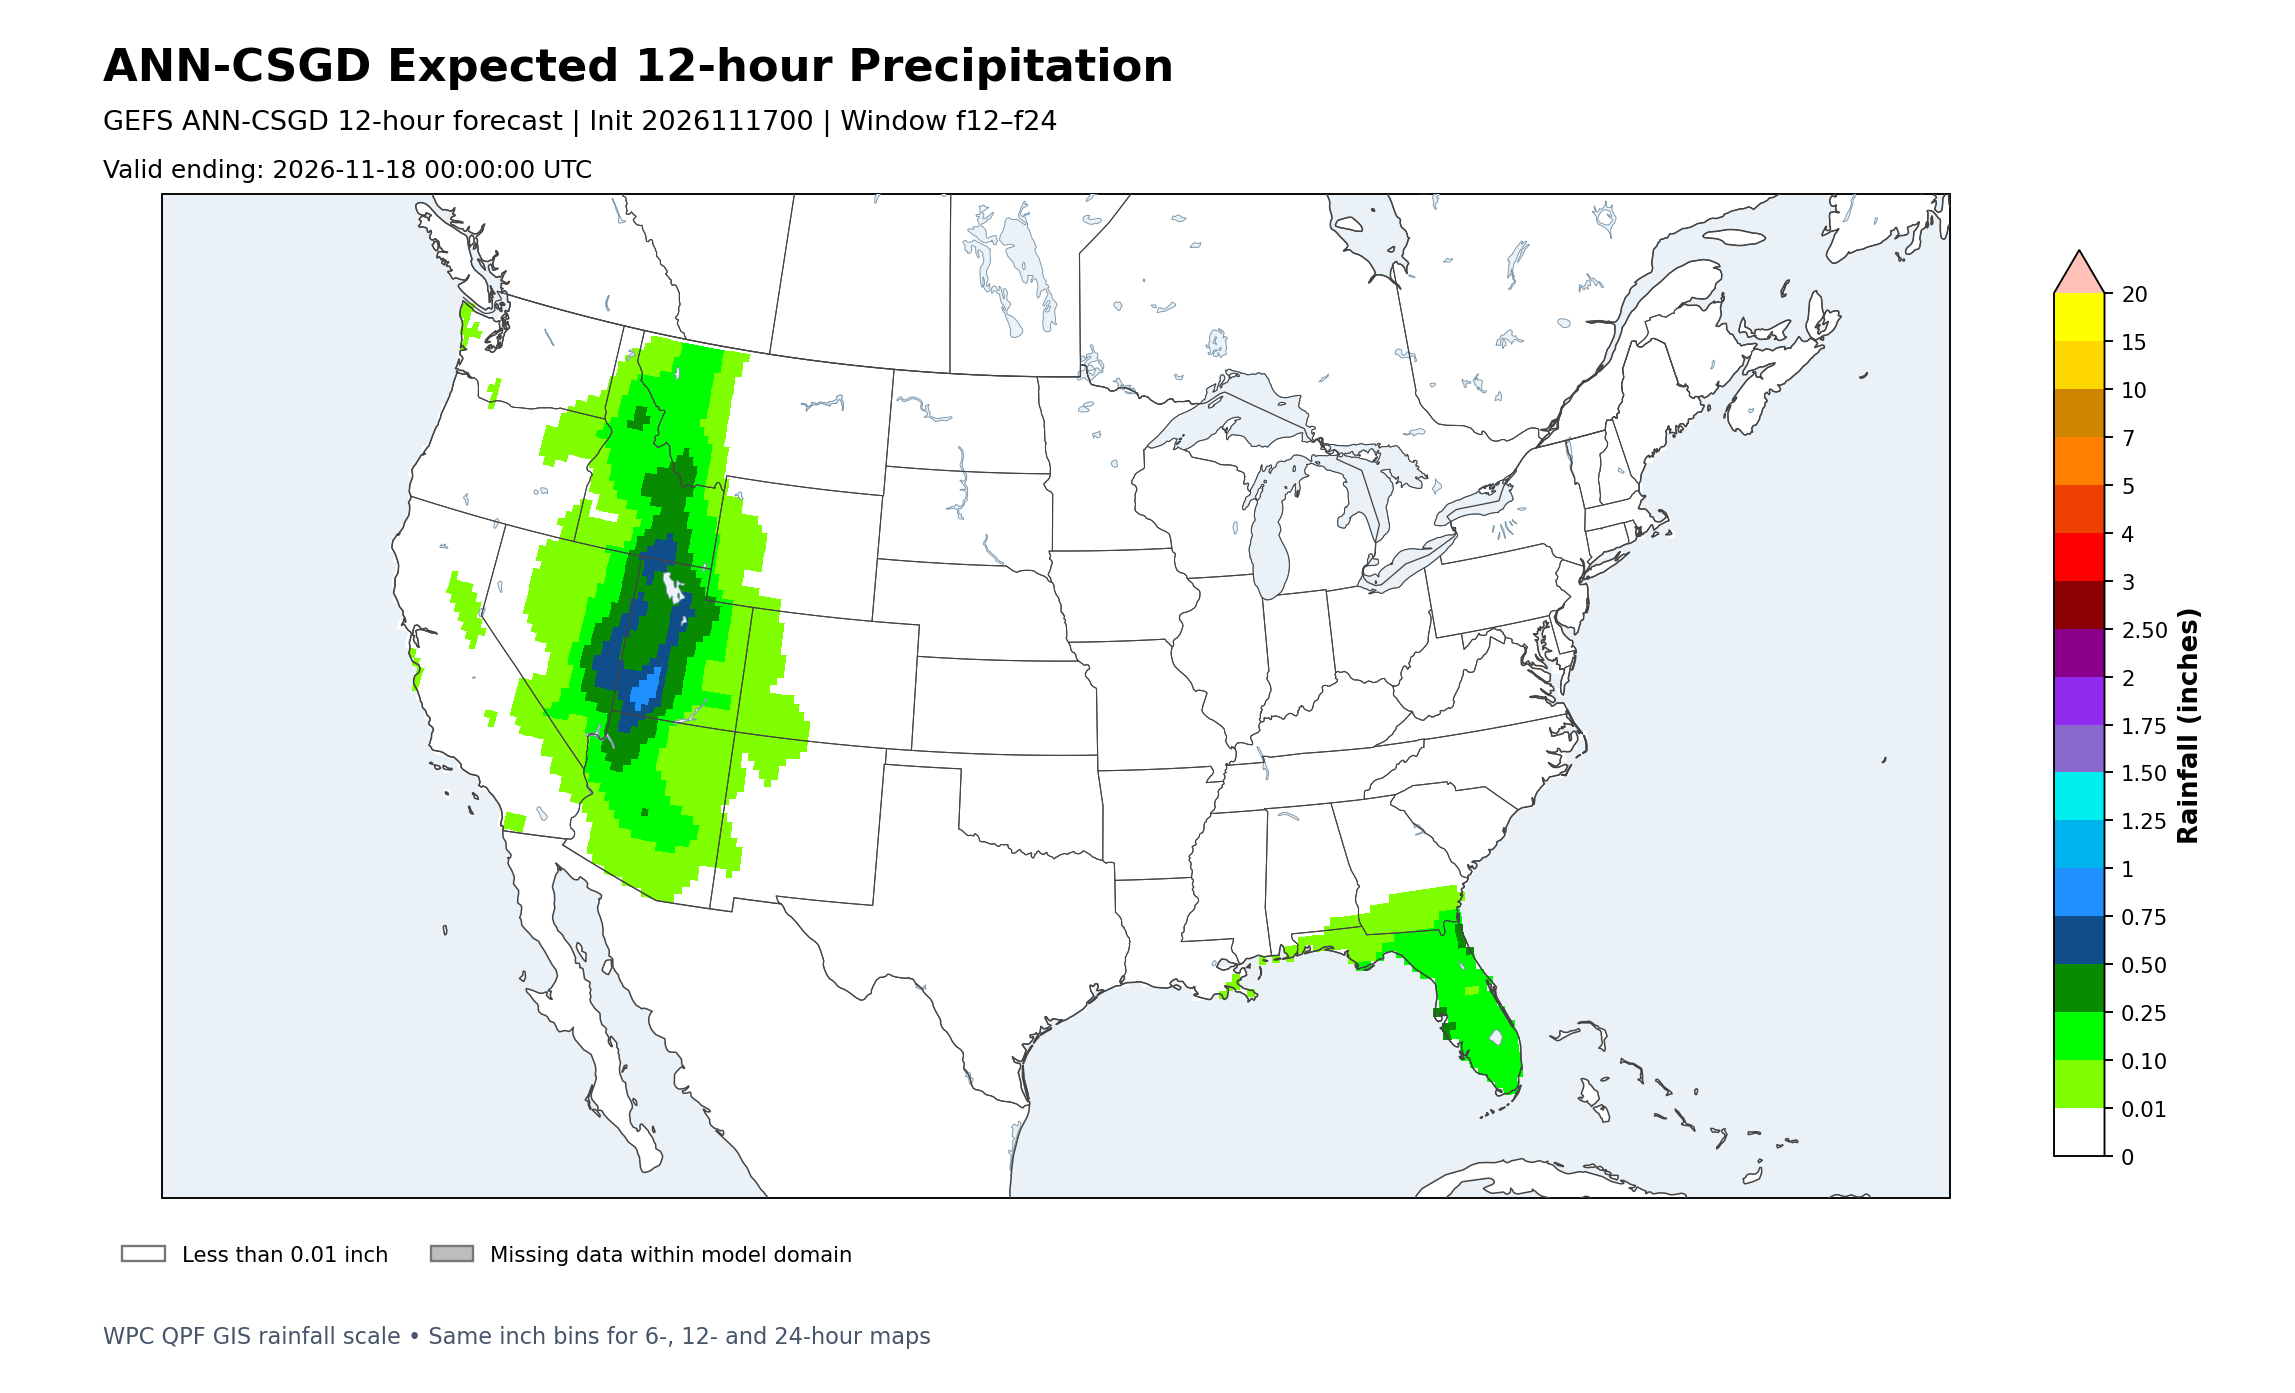 ANN-CSGD Expected 12-hour Precipitation
GEFS ANN-CSGD 12-hour forecast | Init 2026111700 | Window f12–f24
Valid ending: 2026-11-18 00:00:00 UTC
20
15
10
7
5
4
3
2.50
2
1.75
1.50
1.25
1
0.75
0.50
0.25
0.10
0.01
0
Rainfall (inches)
Less than 0.01 inch
Missing data within model domain
WPC QPF GIS rainfall scale • Same inch bins for 6-, 12- and 24-hour maps